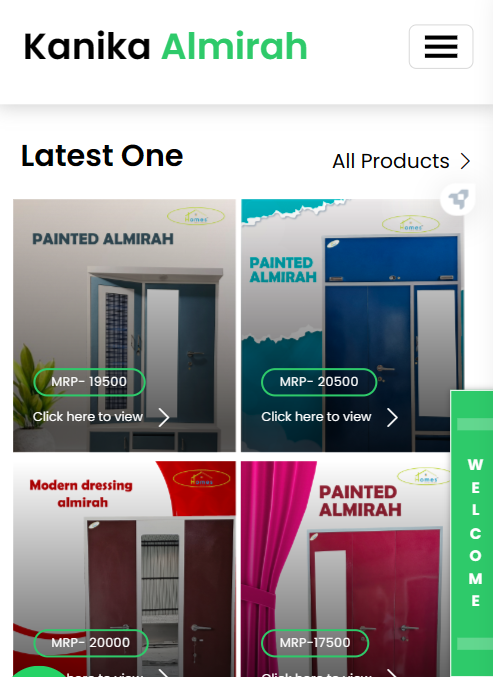 Kanika Almirah
Latest One
All Products
Homes
PAINTED ALMIRAH
MRP- 19500
Click here to view
Homes
PAINTED
ALMIRAH
MRP- 20500
Click here to view
Homes
Modern dressing
almirah
MRP- 20000
here to view
Homes
PAINTED
ALMIRAH
MRP-17500
Click here to view
WELCOME